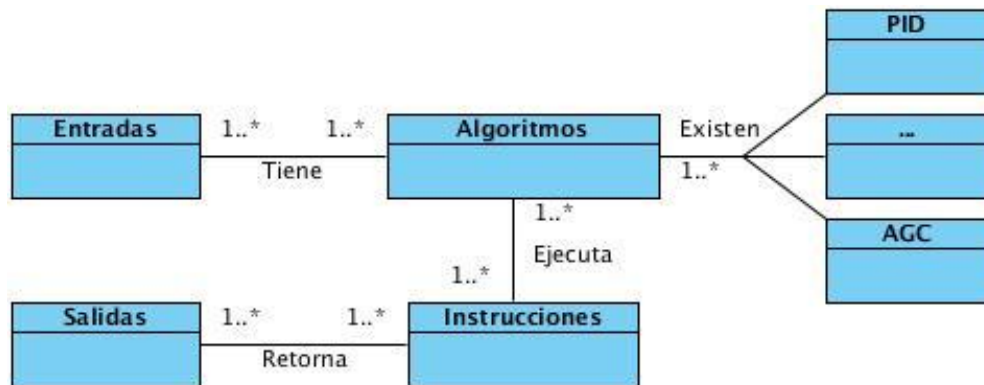 PID
Entradas
1..*
1..*
Algoritmos
Existen
...
Tiene
1..*
1..*
AGC
Ejecuta
1..*
Salidas
1..*
1..*
Instrucciones
Retorna